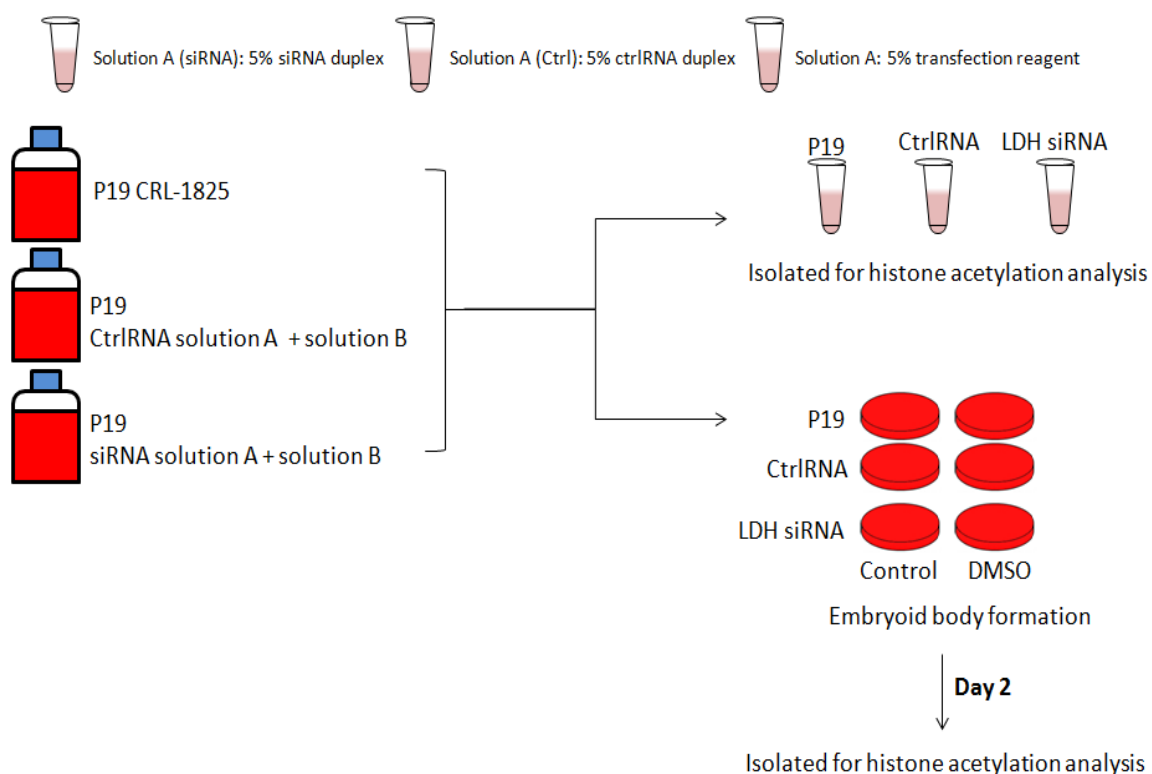 Solution A (siRNA): 5% siRNA duplex
Solution A (Ctrl): 5% ctrlRNA duplex
Solution A: 5% transfection reagent
P19 CRL-1825
P19
CtrlRNA solution A + solution B
P19
siRNA solution A + solution B
P19
CtrlRNA
LDH siRNA
Isolated for histone acetylation analysis
P19
CtrlRNA
LDH siRNA
Control
DMSO
Embryoid body formation
Day 2
Isolated for histone acetylation analysis